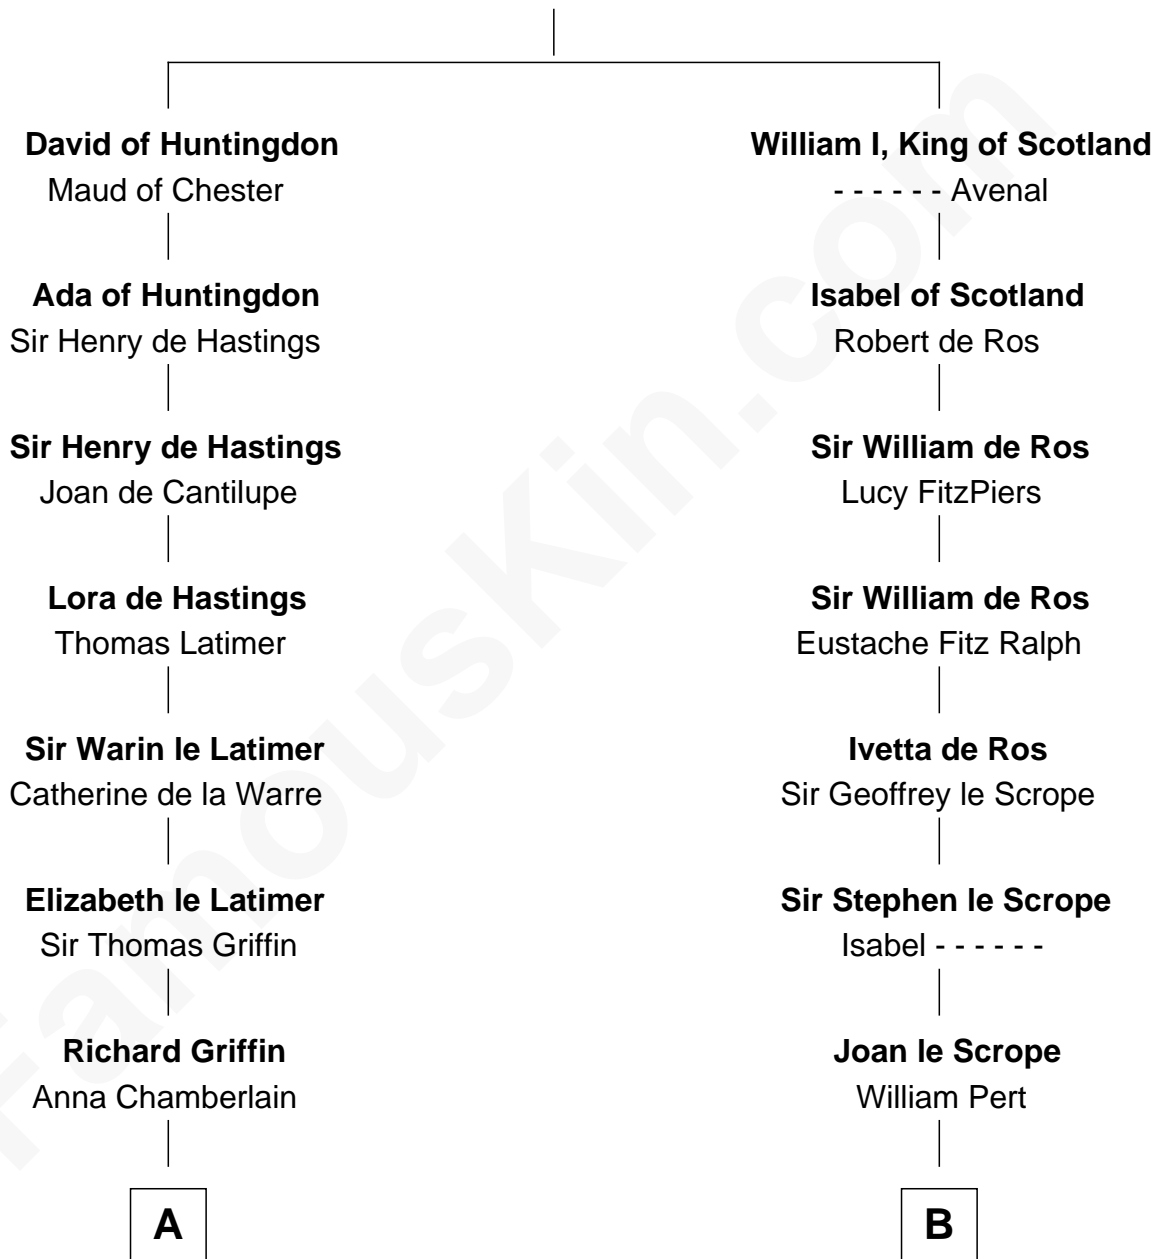 David of Huntingdon
Maud of Chester
Ada of Huntingdon
Sir Henry de Hastings
Sir Henry de Hastings
Joan de Cantilupe
Lora de Hastings
Thomas Latimer
Sir Warin le Latimer
Catherine de la Warre
Elizabeth le Latimer
Sir Thomas Griffin
Richard Griffin
Anna Chamberlain
A
William I, King of Scotland
- - - - - - Avenal
Isabel of Scotland
Robert de Ros
Sir William de Ros
Lucy FitzPiers
Sir William de Ros
Eustache Fitz Ralph
Ivetta de Ros
Sir Geoffrey le Scrope
Sir Stephen le Scrope
Isabel - - - - - -
Joan le Scrope
William Pert
B
FamousKin.com